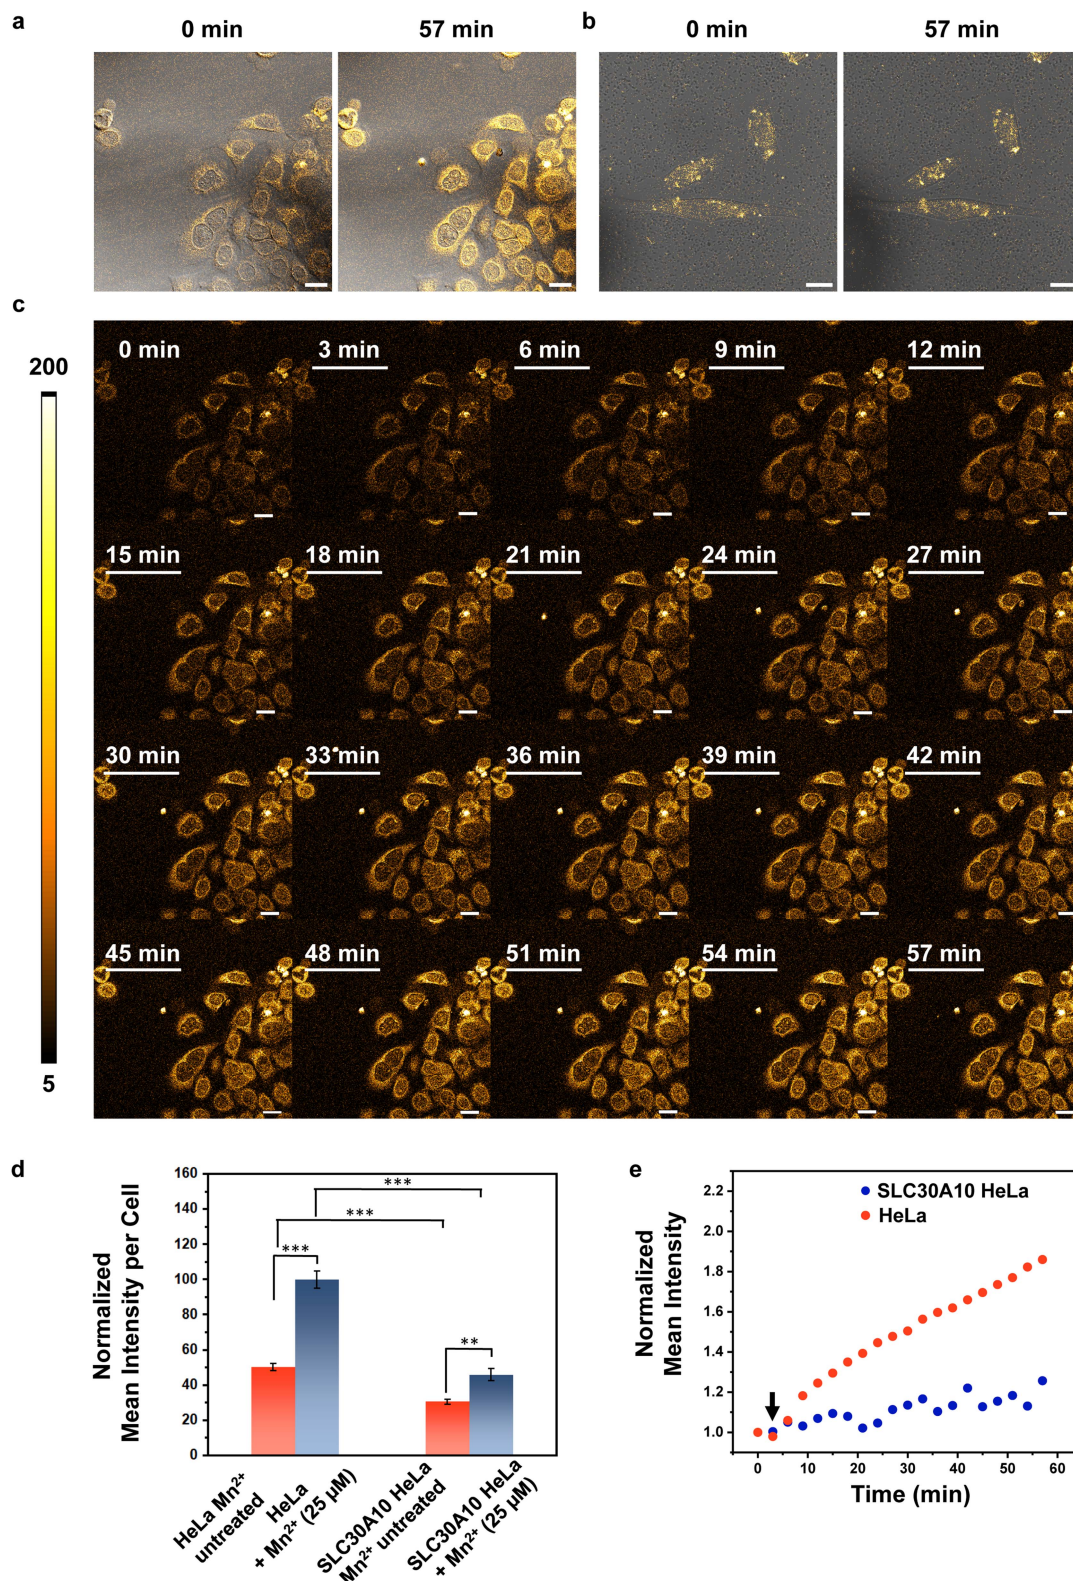 a
0 min
57 min
b
0 min
57 min
c
200
5
0 min
3 min
6 min
9 min
12 min
15 min
18 min
21 min
24 min
27 min
30 min
33 min
36 min
39 min
42 min
45 min
48 min
51 min
54 min
57 min
d
Normalized
Mean Intensity per Cell
160
140
120
100
80
60
40
20
0
***
***
***
**
HeLa Mn²⁺
untreated
HeLa
+ Mn²⁺ (25 µM)
SLC30A10 HeLa
Mn²⁺ untreated
SLC30A10 HeLa
+ Mn²⁺ (25 µM)
e
Normalized
Mean Intensity
2.2
2.0
1.8
1.6
1.4
1.2
1.0
SLC30A10 HeLa
HeLa
0
10
20
30
40
50
60
Time (min)